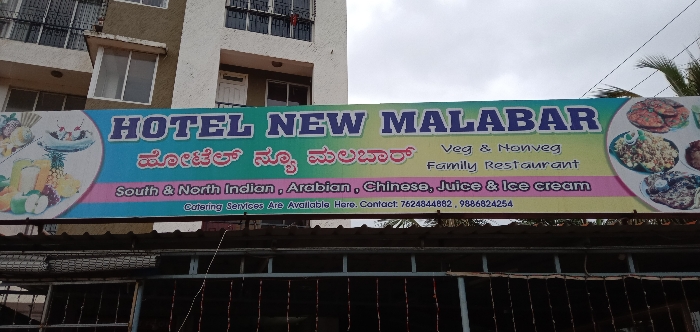 HOTEL NEW MALABAR
ಹೋಟೆಲ್ ನ್ಯೂ ಮಲಬಾರ್
Veg & Nonveg
Family Restaurant
South & North Indian , Arabian , Chinese, Juice & Ice cream
Catering Services Are Available Here. Contact: 7624844882 , 9886824254